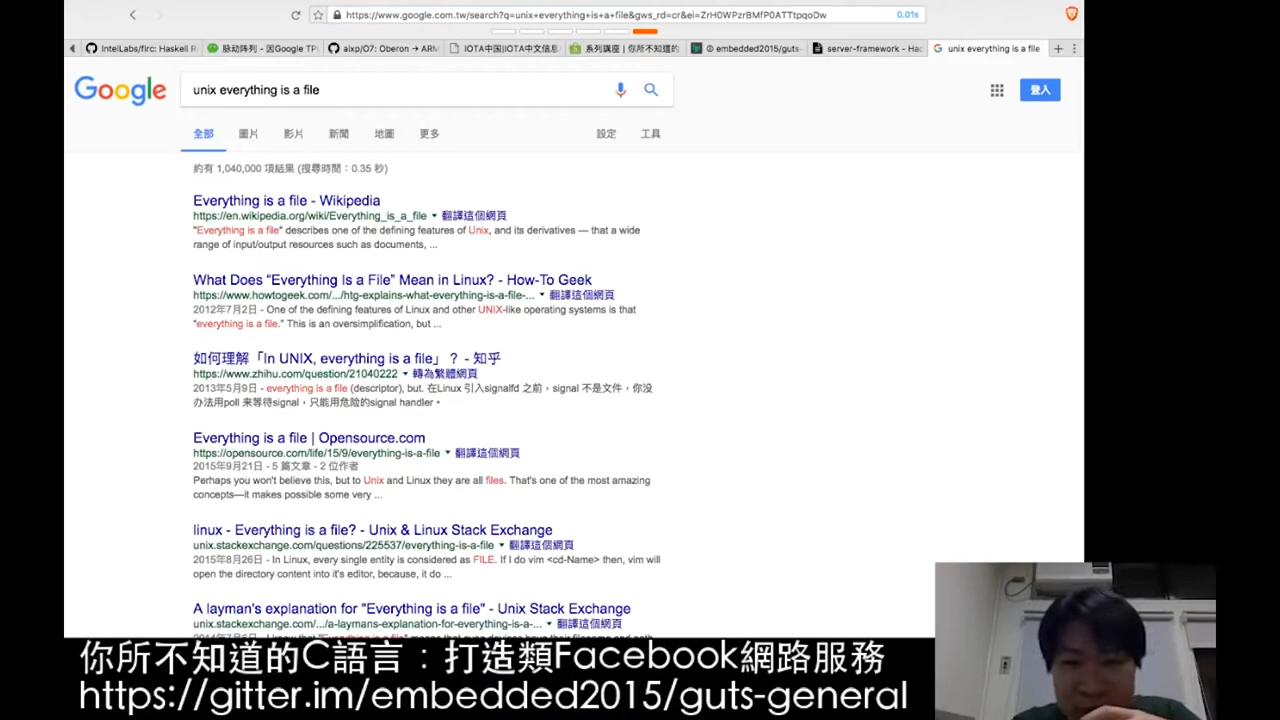 https://www.google.com.tw/search?q=unix+everything+is+a+file&gws_rd=cr&ei=ZrH0WPzrBMfP0ATTtpqoDw
0.01s
IntelLabs/flrc: Haskell R
脉动阵列 - 因Google TP
aixp/O7: Oberon → ARM
IOTA中国|IOTA中文信息
系列講座 | 你所不知道的
embedded2015/guts-
server-framework - Hac
unix everything is a file
Google
unix everything is a file
登入
全部 圖片 影片 新聞 地圖 更多 設定 工具
約有 1,040,000 項結果 (搜尋時間：0.35 秒)
Everything is a file - Wikipedia
https://en.wikipedia.org/wiki/Everything_is_a_file 翻譯這個網頁
"Everything is a file" describes one of the defining features of Unix, and its derivatives — that a wide
range of input/output resources such as documents, ...
What Does “Everything Is a File” Mean in Linux? - How-To Geek
https://www.howtogeek.com/.../htg-explains-what-everything-is-a-file-... 翻譯這個網頁
2012年7月2日 - One of the defining features of Linux and other UNIX-like operating systems is that
“everything is a file.” This is an oversimplification, but ...
如何理解「In UNIX, everything is a file」？ - 知乎
https://www.zhihu.com/question/21040222 轉為繁體網頁
2013年5月9日 - everything is a file (descriptor), but. 在Linux 引入signalfd 之前，signal 不是文件，你没
办法用poll 来等待signal，只能用危险的signal handler。
Everything is a file | Opensource.com
https://opensource.com/life/15/9/everything-is-a-file 翻譯這個網頁
2015年9月21日 - 5 篇文章 - 2 位作者
Perhaps you won't believe this, but to Unix and Linux they are all files. That's one of the most amazing
concepts—it makes possible some very ...
linux - Everything is a file? - Unix & Linux Stack Exchange
unix.stackexchange.com/questions/225537/everything-is-a-file 翻譯這個網頁
2015年8月26日 - In Linux, every single entity is considered as FILE. If I do vim <cd-Name> then, vim will
open the directory content into it's editor, because, it do ...
A layman's explanation for "Everything is a file" - Unix Stack Exchange
unix.stackexchange.com/.../a-laymans-explanation-for-everything-is-a-... 翻譯這個網頁
你所不知道的C語言：打造類Facebook網路服務
https://gitter.im/embedded2015/guts-general